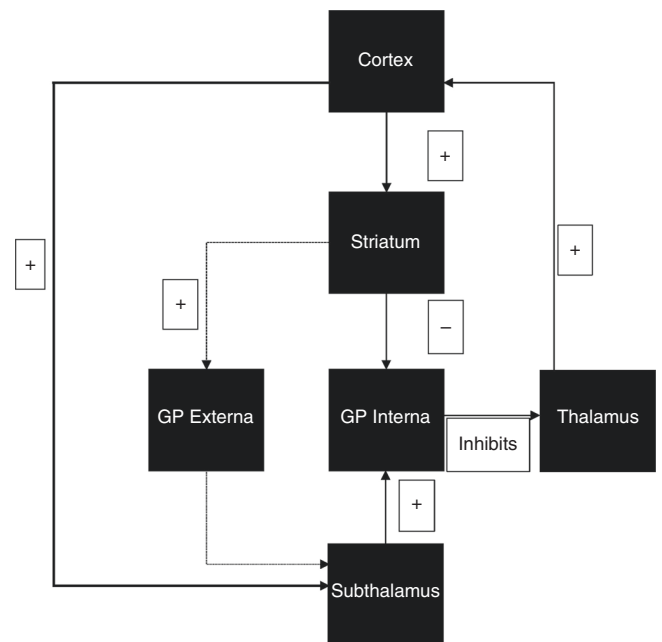 Cortex
+
Striatum
+
+
+
−
GP Externa
GP Interna
Thalamus
Inhibits
+
Subthalamus